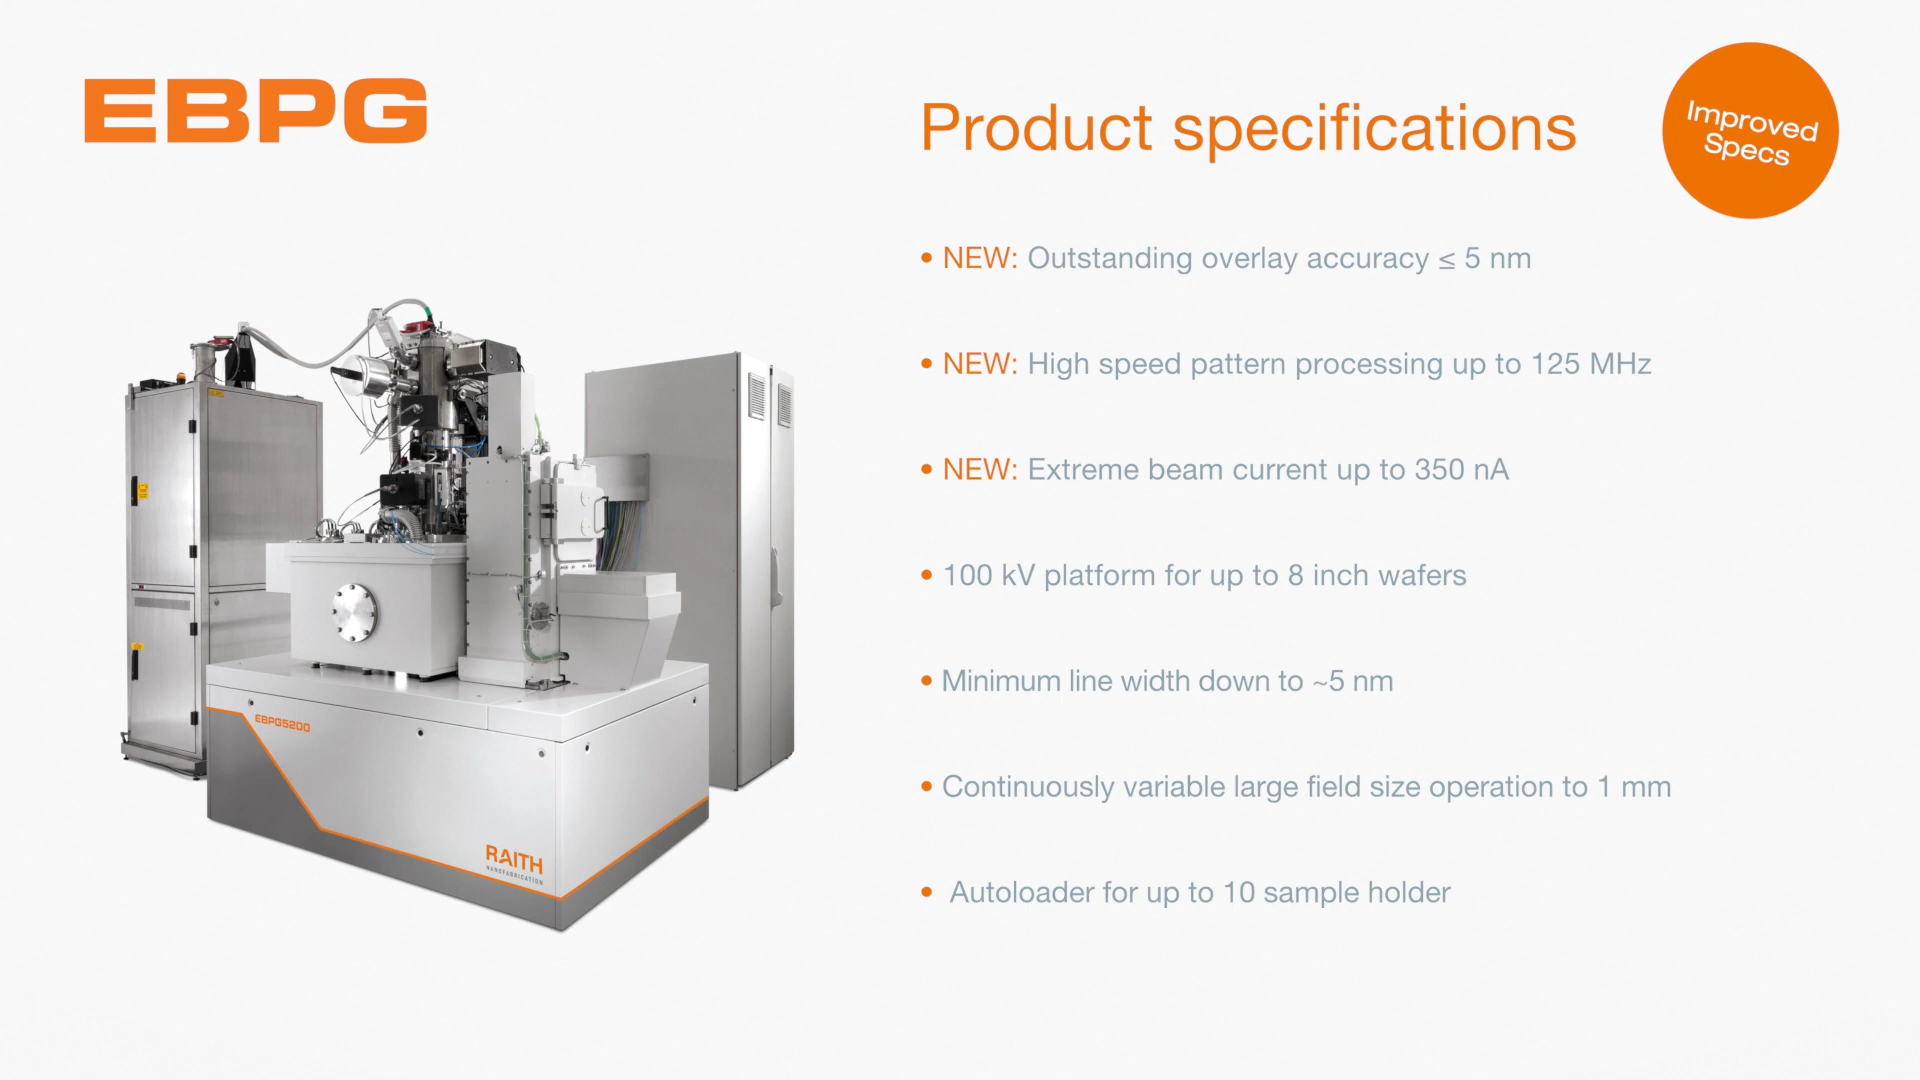 EBPG
Product specifications
Improved
Specs
• NEW: Outstanding overlay accuracy ≤ 5 nm
• NEW: High speed pattern processing up to 125 MHz
• NEW: Extreme beam current up to 350 nA
• 100 kV platform for up to 8 inch wafers
• Minimum line width down to ~5 nm
• Continuously variable large field size operation to 1 mm
• Autoloader for up to 10 sample holder
EBPG5200
RAITH
NANOFABRICATION